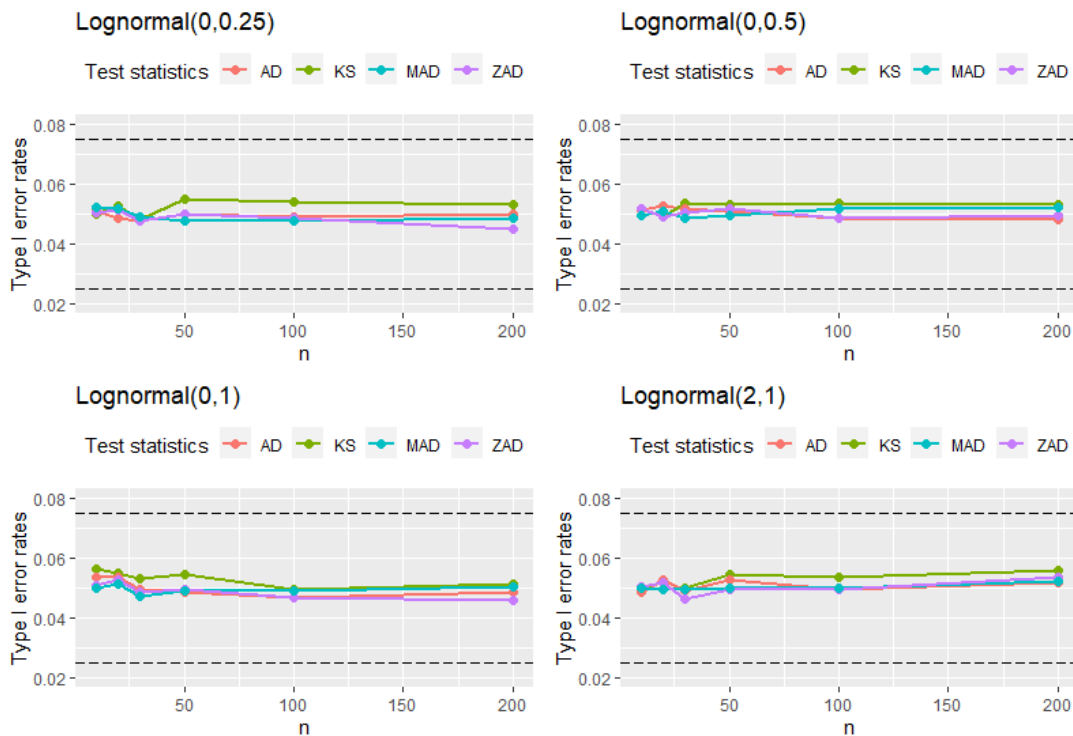 Lognormal(0,0.25)
Test statistics AD KS MAD ZAD
Type I error rates
0.08
0.06
0.04
0.02
50 100 150 200
n
Lognormal(0,0.5)
Test statistics AD KS MAD ZAD
Type I error rates
0.08
0.06
0.04
0.02
50 100 150 200
n
Lognormal(0,1)
Test statistics AD KS MAD ZAD
Type I error rates
0.08
0.06
0.04
0.02
50 100 150 200
n
Lognormal(2,1)
Test statistics AD KS MAD ZAD
Type I error rates
0.08
0.06
0.04
0.02
50 100 150 200
n